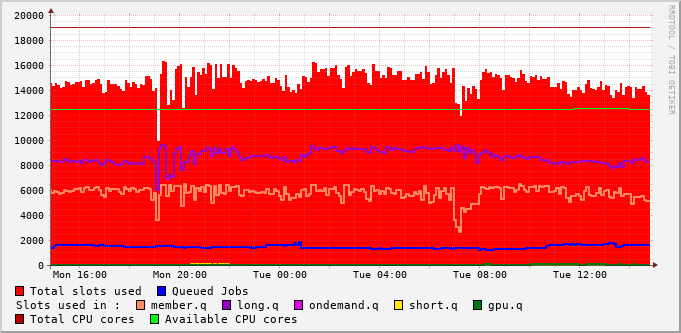 RRDTOOL / TOBI OETIKER
20000
18000
16000
14000
12000
10000
8000
6000
4000
2000
0
Mon 16:00 Mon 20:00 Tue 00:00 Tue 04:00 Tue 08:00 Tue 12:00
Total slots used Queued Jobs
Slots used in : member.q long.q ondemand.q short.q gpu.q
Total CPU cores Available CPU cores